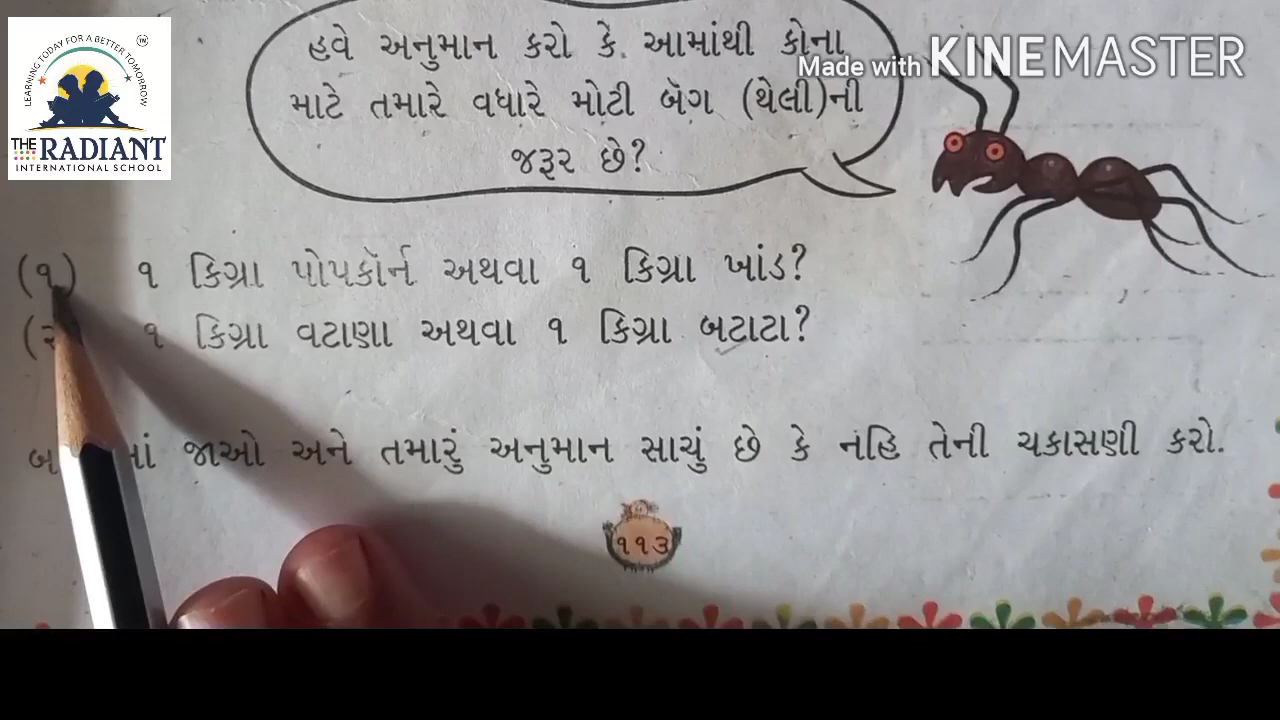 LEARNING TODAY FOR A BETTER TOMORROW
THE RADIANT
INTERNATIONAL SCHOOL
Made with KINEMASTER
હવે અનુમાન કરો કે આમાંથી કોના
માટે તમારે વધારે મોટી બૅગ (થેલી)ની
જરૂર છે?
(૧) ૧ કિગ્રા પોપકૉર્ન અથવા ૧ કિગ્રા ખાંડ?
(૨ ૧ કિગ્રા વટાણા અથવા ૧ કિગ્રા બટાટા?
જાઓ અને તમારું અનુમાન સાચું છે કે નહિ તેની ચકાસણી કરો.
૧૧૩